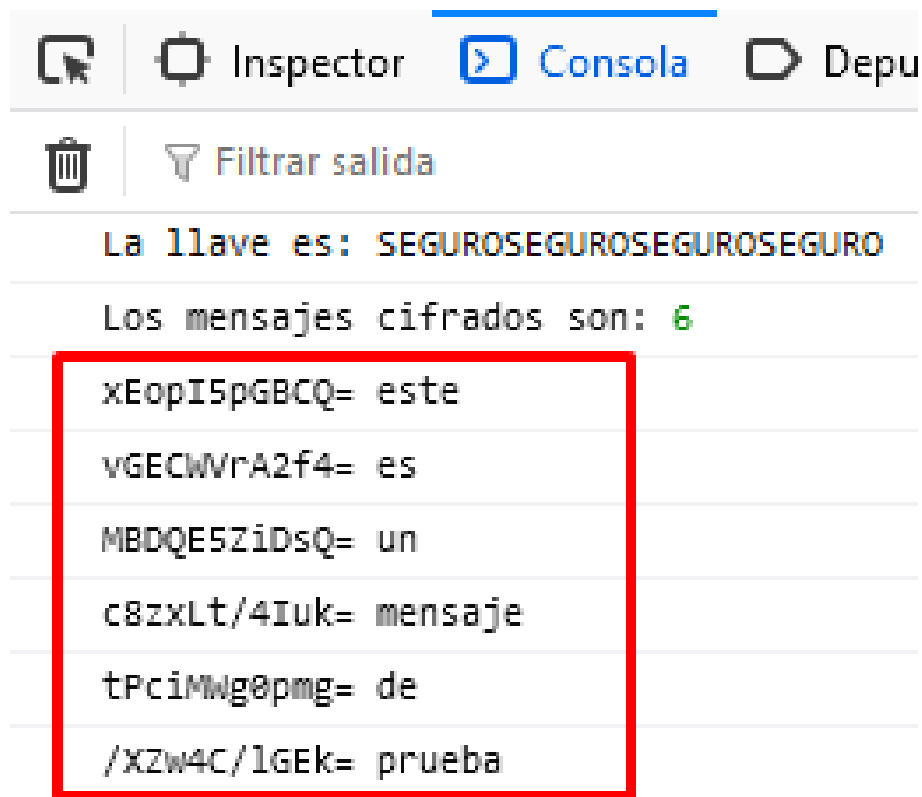 Inspector Consola Depu
Filtrar salida
La llave es: SEGUROSEGUROSEGUROSEGURO
Los mensajes cifrados son: 6
xEopI5pGBCQ= este
vGECWVrA2f4= es
MBDQE5ZiDsQ= un
c8zxLt/4Iuk= mensaje
tPciMWg0pmg= de
/XZw4C/lGEk= prueba